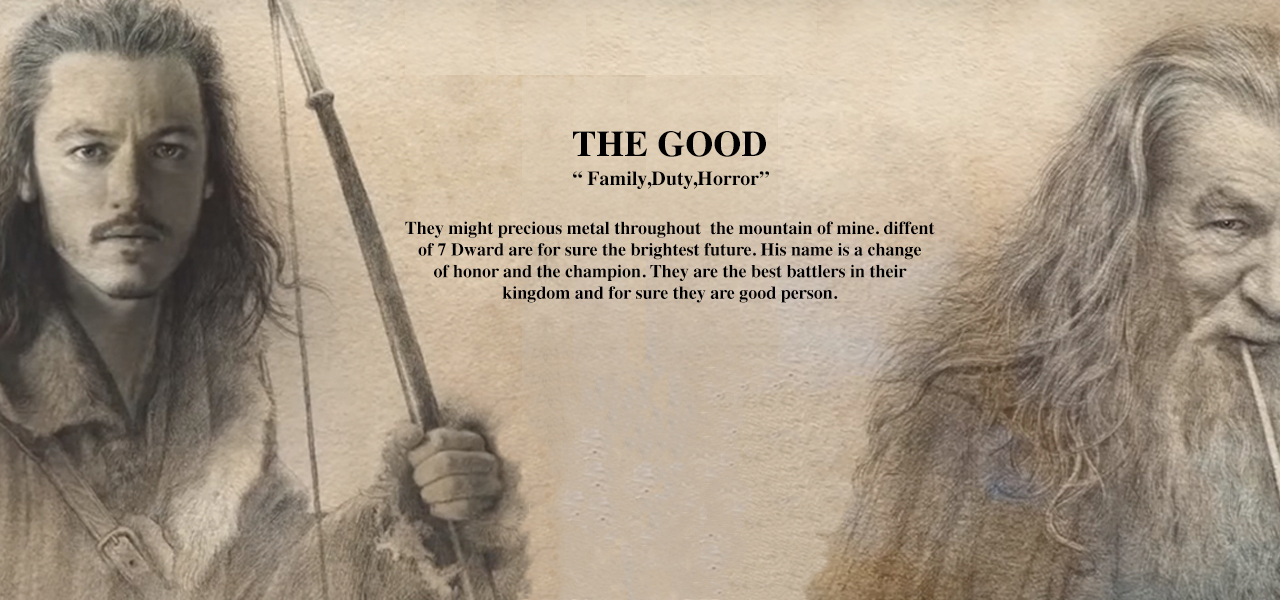 THE GOOD
“ Family,Duty,Horror”
They might precious metal throughout  the mountain of mine. diffent
of 7 Dward are for sure the brightest future. His name is a change
of honor and the champion. They are the best battlers in their
kingdom and for sure they are good person.